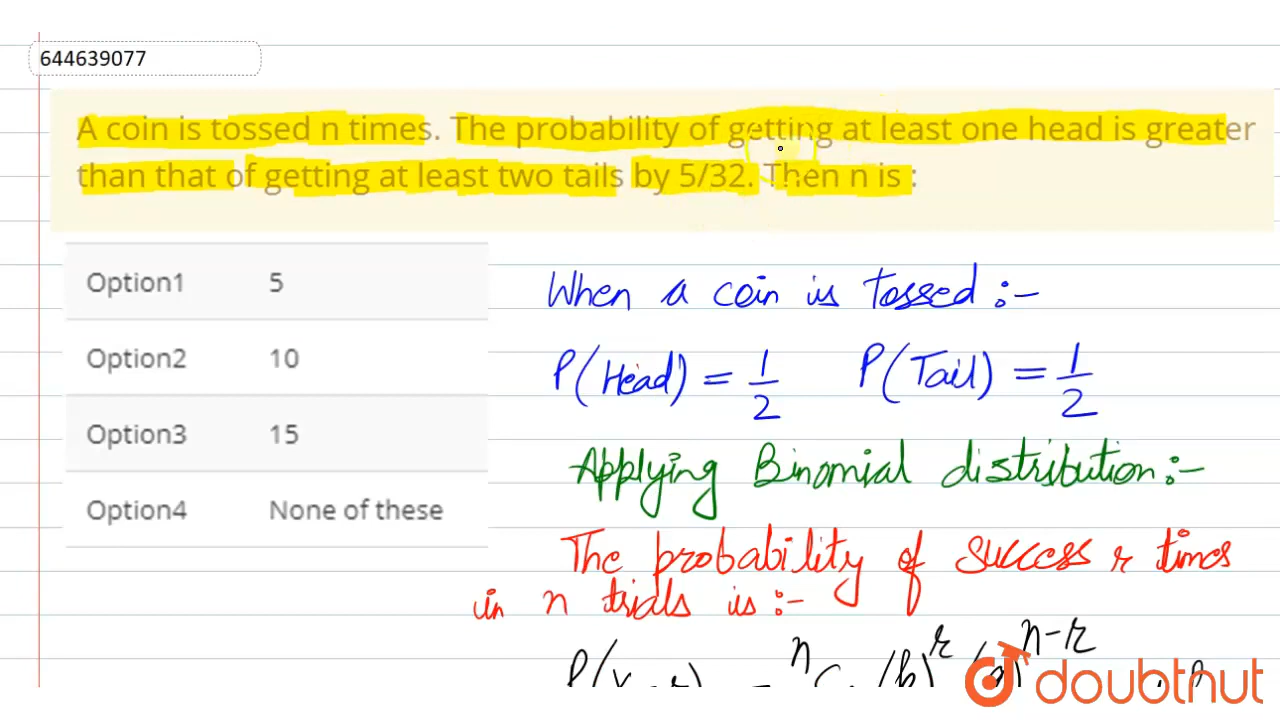 644639077
A coin is tossed n times. The probability of getting at least one head is greater
than that of getting at least two tails by 5/32. Then n is :
Option1 5
Option2 10
Option3 15
Option4 None of these
When a coin is tossed :-
P(Head) = 1/2 P(Tail) = 1/2
Applying Binomial distribution :-
The probability of success r times
in n trials is :-
doubtnut